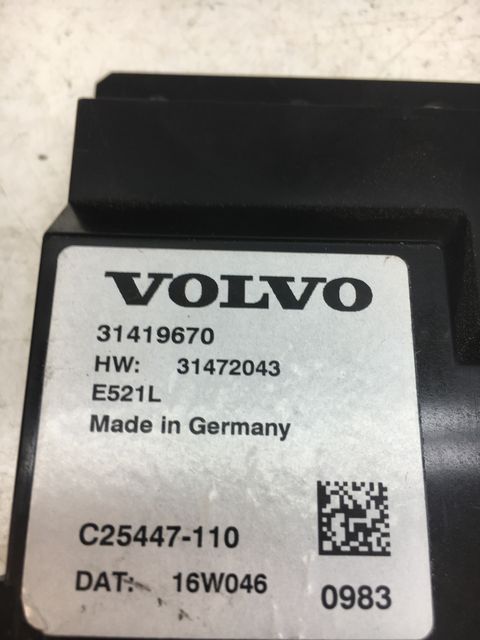 VOLVO
31419670
HW: 31472043
E521L
Made in Germany
C25447-110
DAT: 16W046
0983